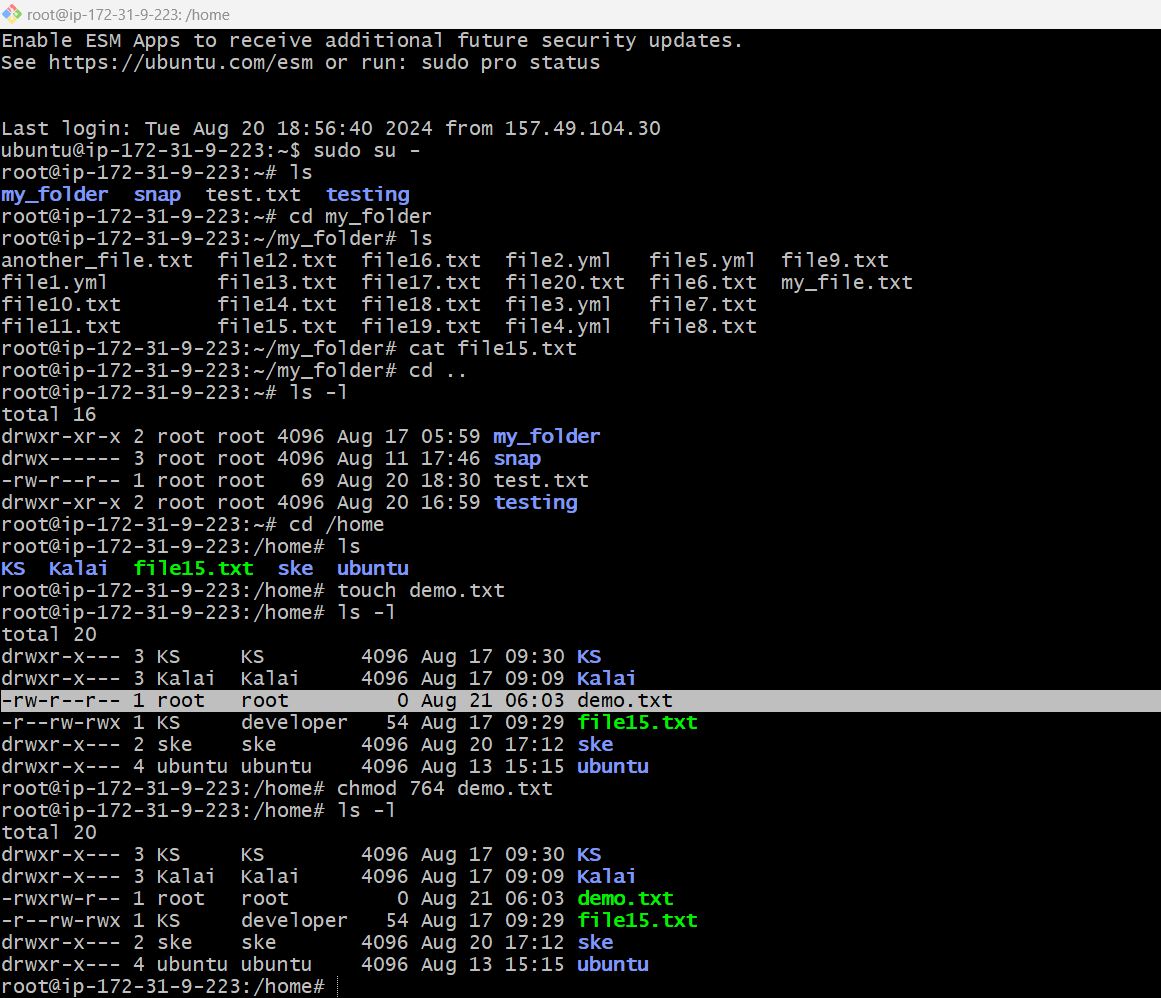 root@ip-172-31-9-223: /home
Enable ESM Apps to receive additional future security updates.
See https://ubuntu.com/esm or run: sudo pro status
Last login: Tue Aug 20 18:56:40 2024 from 157.49.104.30
ubuntu@ip-172-31-9-223:~$ sudo su -
root@ip-172-31-9-223:~# ls
my_folder  snap  test.txt  testing
root@ip-172-31-9-223:~# cd my_folder
root@ip-172-31-9-223:~/my_folder# ls
another_file.txt  file12.txt  file16.txt  file2.yml   file5.yml  file9.txt
file1.yml         file13.txt  file17.txt  file20.txt  file6.txt  my_file.txt
file10.txt        file14.txt  file18.txt  file3.yml   file7.txt
file11.txt        file15.txt  file19.txt  file4.yml   file8.txt
root@ip-172-31-9-223:~/my_folder# cat file15.txt
root@ip-172-31-9-223:~/my_folder# cd ..
root@ip-172-31-9-223:~# ls -l
total 16
drwxr-xr-x 2 root root 4096 Aug 17 05:59 my_folder
drwx------ 3 root root 4096 Aug 11 17:46 snap
-rw-r--r-- 1 root root   69 Aug 20 18:30 test.txt
drwxr-xr-x 2 root root 4096 Aug 20 16:59 testing
root@ip-172-31-9-223:~# cd /home
root@ip-172-31-9-223:/home# ls
KS  Kalai  file15.txt  ske  ubuntu
root@ip-172-31-9-223:/home# touch demo.txt
root@ip-172-31-9-223:/home# ls -l
total 20
drwxr-x--- 3 KS     KS        4096 Aug 17 09:30 KS
drwxr-x--- 3 Kalai  Kalai     4096 Aug 17 09:09 Kalai
-rw-r--r-- 1 root   root         0 Aug 21 06:03 demo.txt
-r--rw-rwx 1 KS     developer   54 Aug 17 09:29 file15.txt
drwxr-x--- 2 ske    ske       4096 Aug 20 17:12 ske
drwxr-x--- 4 ubuntu ubuntu    4096 Aug 13 15:15 ubuntu
root@ip-172-31-9-223:/home# chmod 764 demo.txt
root@ip-172-31-9-223:/home# ls -l
total 20
drwxr-x--- 3 KS     KS        4096 Aug 17 09:30 KS
drwxr-x--- 3 Kalai  Kalai     4096 Aug 17 09:09 Kalai
-rwxrw-r-- 1 root   root         0 Aug 21 06:03 demo.txt
-r--rw-rwx 1 KS     developer   54 Aug 17 09:29 file15.txt
drwxr-x--- 2 ske    ske       4096 Aug 20 17:12 ske
drwxr-x--- 4 ubuntu ubuntu    4096 Aug 13 15:15 ubuntu
root@ip-172-31-9-223:/home#